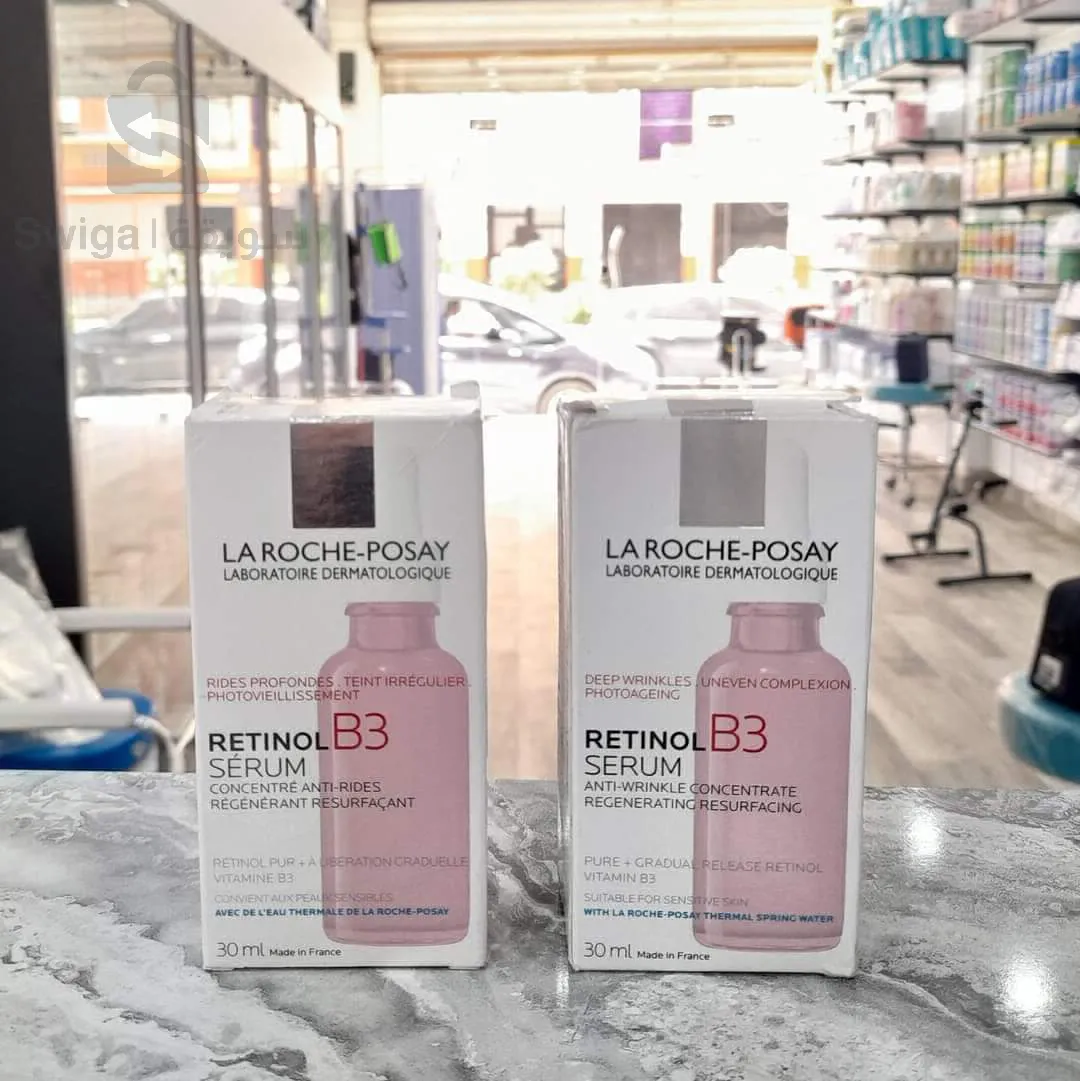 Swiga | سويقة
LA ROCHE-POSAY
LABORATOIRE DERMATOLOGIQUE
RIDES PROFONDES . TEINT IRRÉGULIER .
PHOTOVIEILLISSEMENT
RETINOL B3
SÉRUM
CONCENTRÉ ANTI-RIDES
RÉGÉNÉRANT RESURFAÇANT
RÉTINOL PUR + À LIBÉRATION GRADUELLE
VITAMINE B3
CONVIENT AUX PEAUX SENSIBLES
AVEC DE L'EAU THERMALE DE LA ROCHE-POSAY
30 ml Made in France
LA ROCHE-POSAY
LABORATOIRE DERMATOLOGIQUE
DEEP WRINKLES . UNEVEN COMPLEXION .
PHOTOAGEING
RETINOL B3
SERUM
ANTI-WRINKLE CONCENTRATE
REGENERATING RESURFACING
PURE + GRADUAL RELEASE RETINOL
VITAMIN B3
SUITABLE FOR SENSITIVE SKIN
WITH LA ROCHE-POSAY THERMAL SPRING WATER
30 ml Made in France